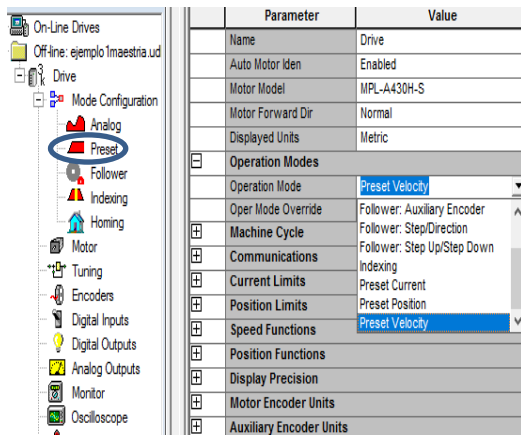 On-Line Drives
Off-line: ejemplo1maestria.ud
Drive
Mode Configuration
Analog
Preset
Follower
Indexing
Homing
Motor
Tuning
Encoders
Digital Inputs
Digital Outputs
Analog Outputs
Monitor
Oscilloscope
Parameter Value
Name Drive
Auto Motor Iden Enabled
Motor Model MPL-A430H-S
Motor Forward Dir Normal
Displayed Units Metric
Operation Modes
Operation Mode Preset Velocity
Oper Mode Override
Follower: Auxiliary Encoder
Follower: Step/Direction
Follower: Step Up/Step Down
Indexing
Preset Current
Preset Position
Preset Velocity
Machine Cycle
Communications
Current Limits
Position Limits
Speed Functions
Position Functions
Display Precision
Motor Encoder Units
Auxiliary Encoder Units